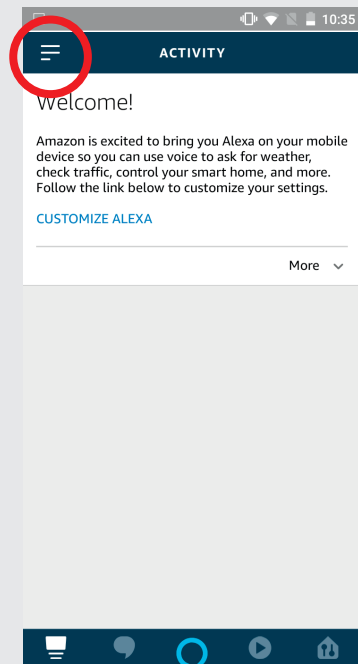 10:35
ACTIVITY
Welcome!
Amazon is excited to bring you Alexa on your mobile
device so you can use voice to ask for weather,
check traffic, control your smart home, and more.
Follow the link below to customize your settings.
CUSTOMIZE ALEXA
More